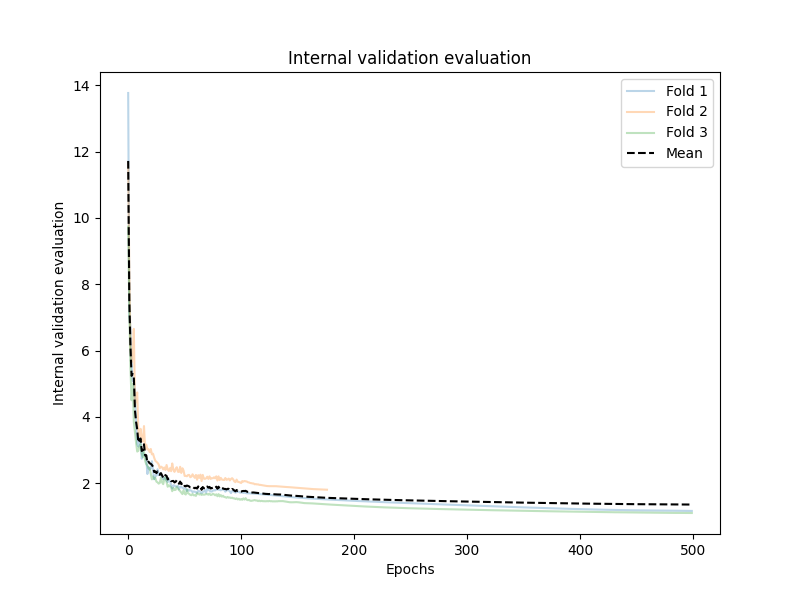 Internal validation evaluation
Fold 1
Fold 2
Fold 3
Mean
Internal validation evaluation
14
12
10
8
6
4
2
0 100 200 300 400 500
Epochs